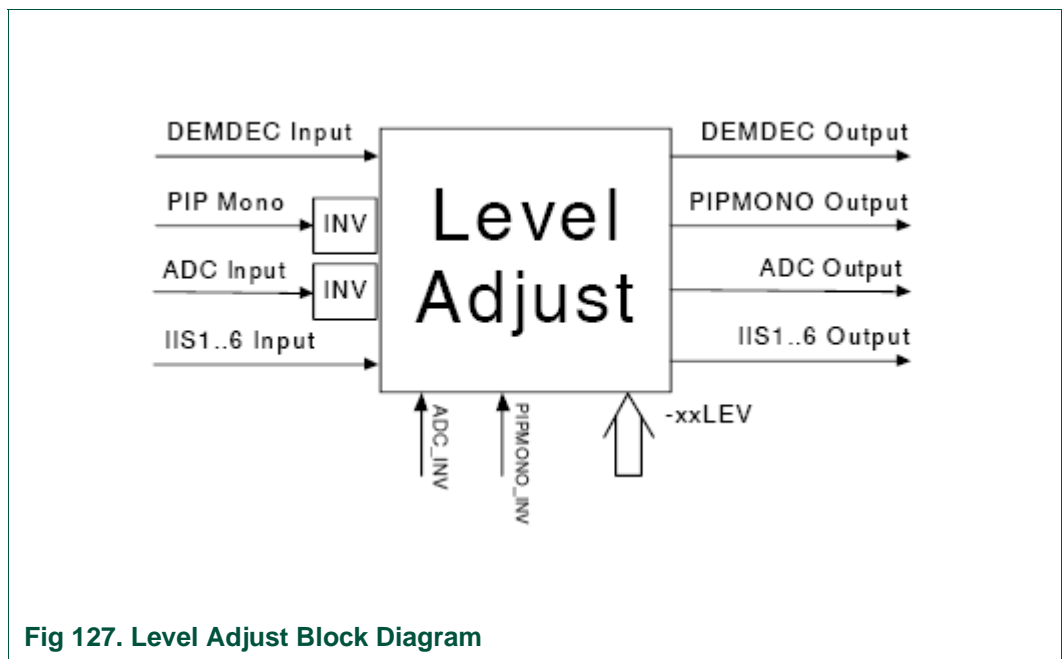 DEMDEC Input
DEMDEC Output
PIP Mono
INV
PIPMONO Output
ADC Input
INV
ADC Output
IIS1..6 Input
IIS1..6 Output
Level
Adjust
ADC_INV
PIPMONO_INV
-xxLEV
Fig 127. Level Adjust Block Diagram